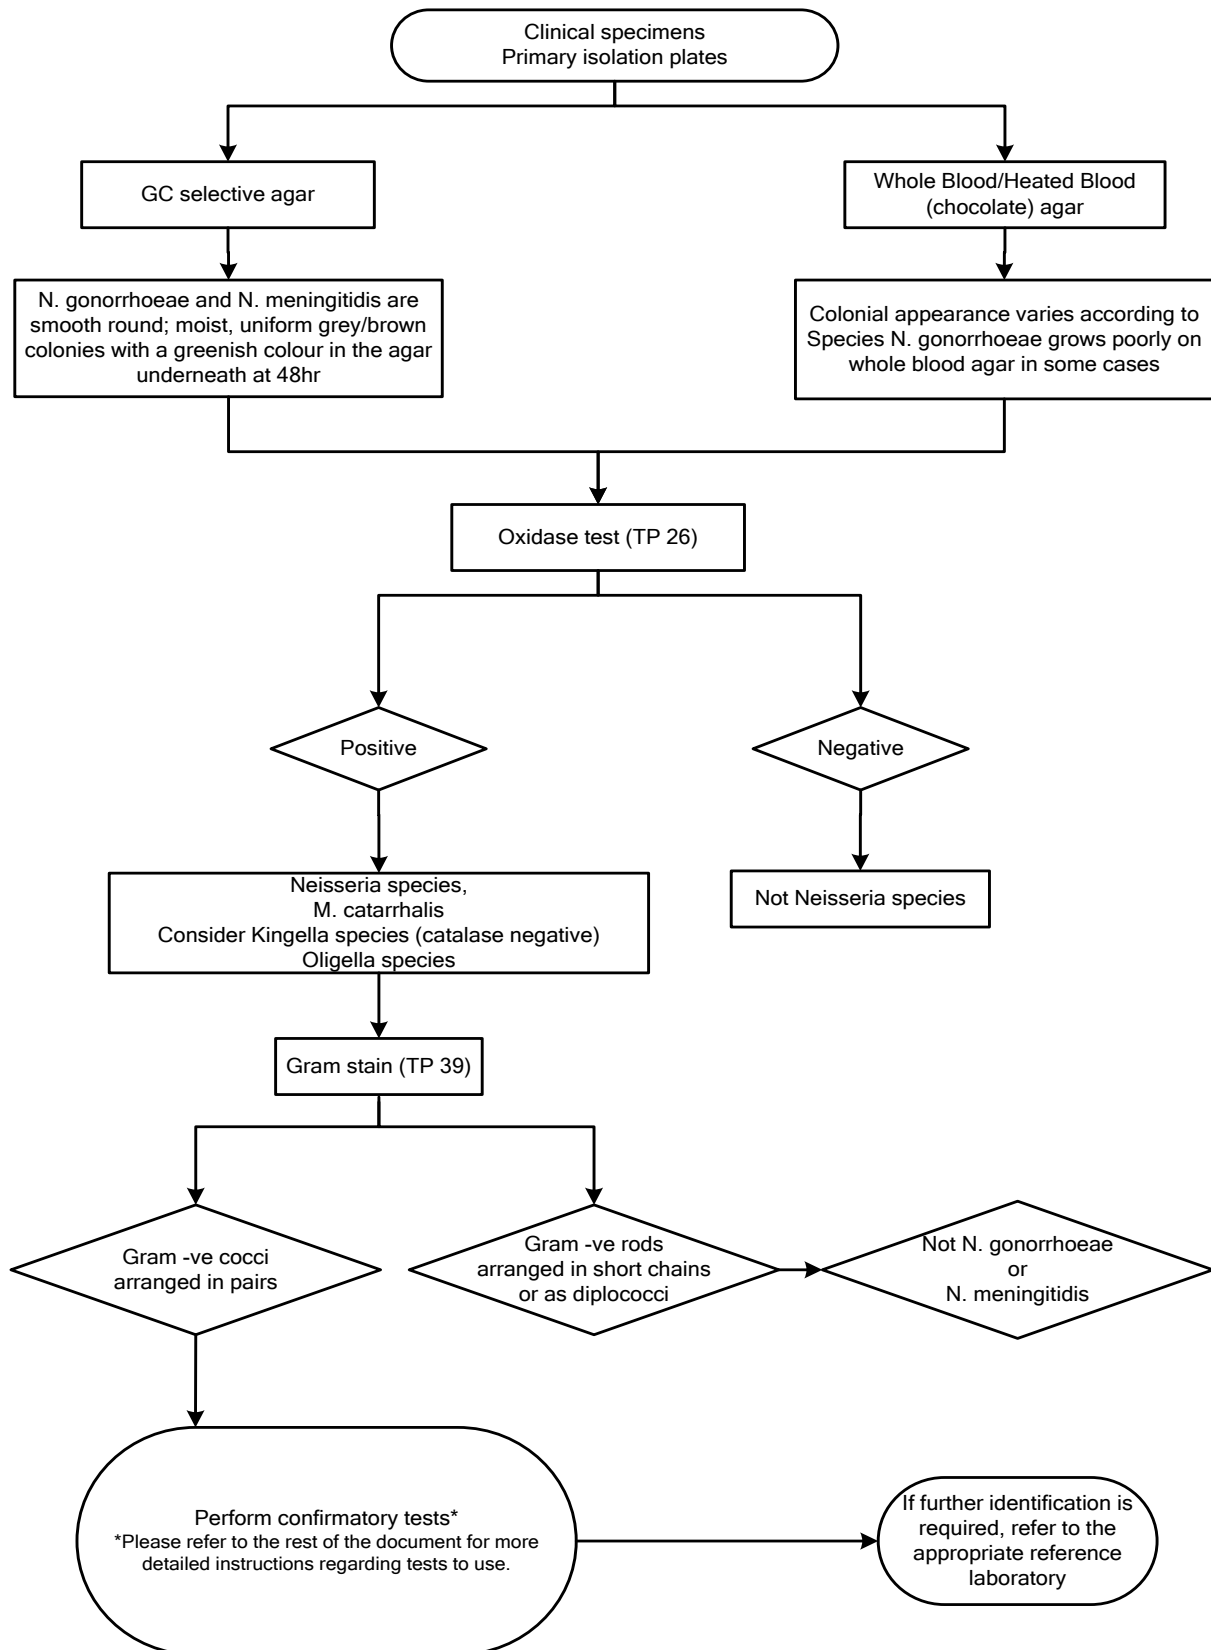 Clinical specimens
Primary isolation plates
GC selective agar
Whole Blood/Heated Blood
(chocolate) agar
N. gonorrhoeae and N. meningitidis are
smooth round; moist, uniform grey/brown
colonies with a greenish colour in the agar
underneath at 48hr
Colonial appearance varies according to
Species N. gonorrhoeae grows poorly on
whole blood agar in some cases
Oxidase test (TP 26)
Positive
Negative
Neisseria species,
M. catarrhalis
Consider Kingella species (catalase negative)
Oligella species
Not Neisseria species
Gram stain (TP 39)
Gram -ve cocci
arranged in pairs
Gram -ve rods
arranged in short chains
or as diplococci
Not N. gonorrhoeae
or
N. meningitidis
Perform confirmatory tests*
*Please refer to the rest of the document for more
detailed instructions regarding tests to use.
If further identification is
required, refer to the
appropriate reference
laboratory